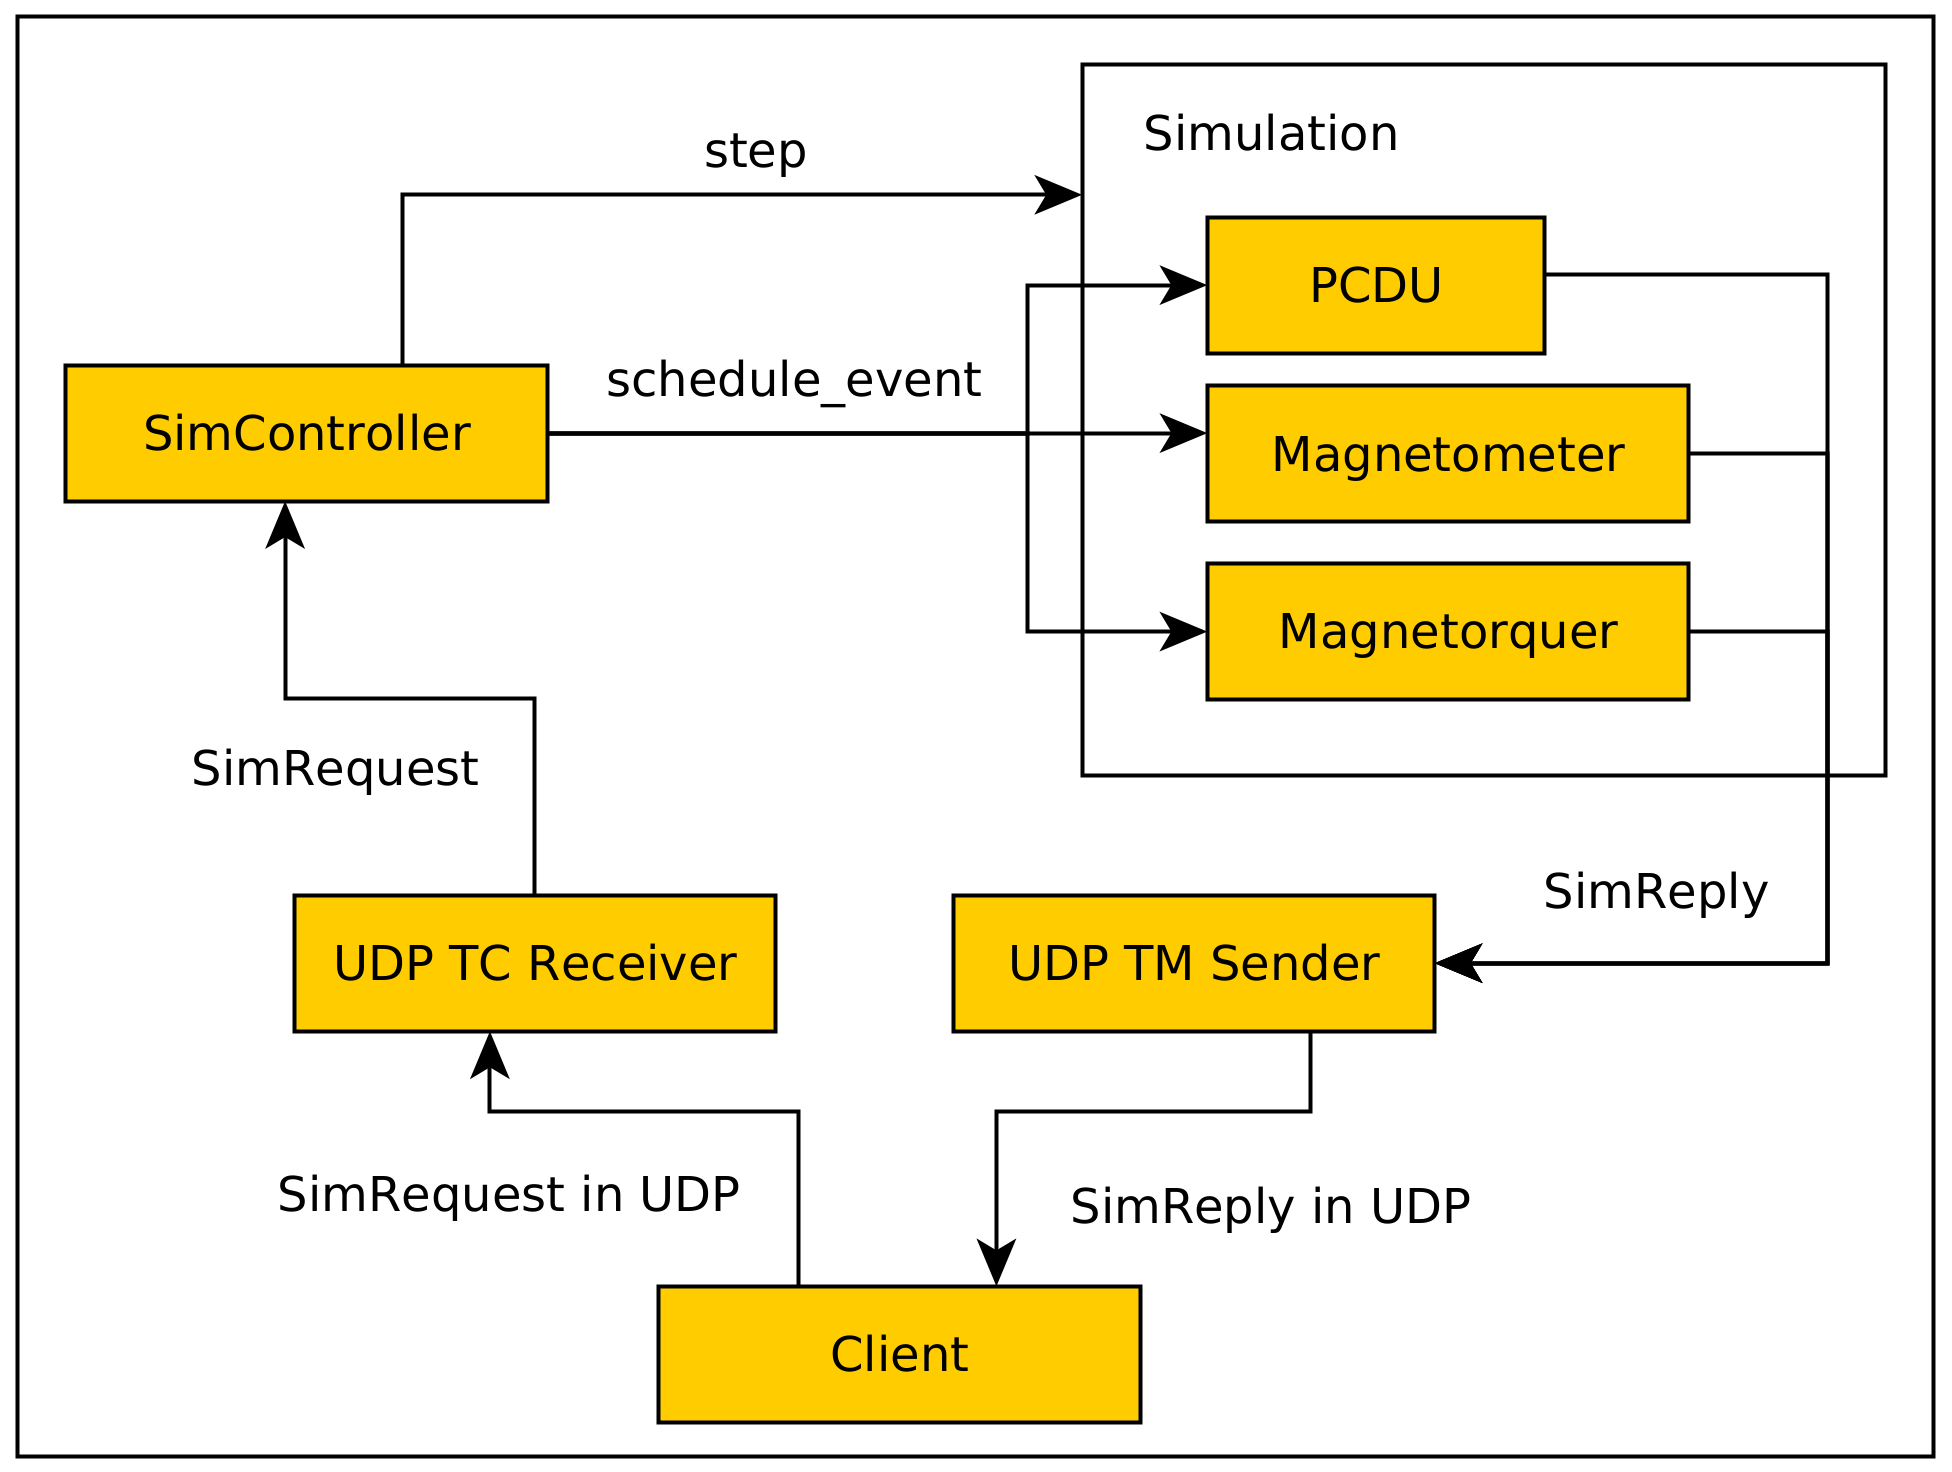 Simulation
step
PCDU
schedule_event
SimController
Magnetometer
Magnetorquer
SimRequest
SimReply
UDP TC Receiver
UDP TM Sender
SimRequest in UDP
SimReply in UDP
Client